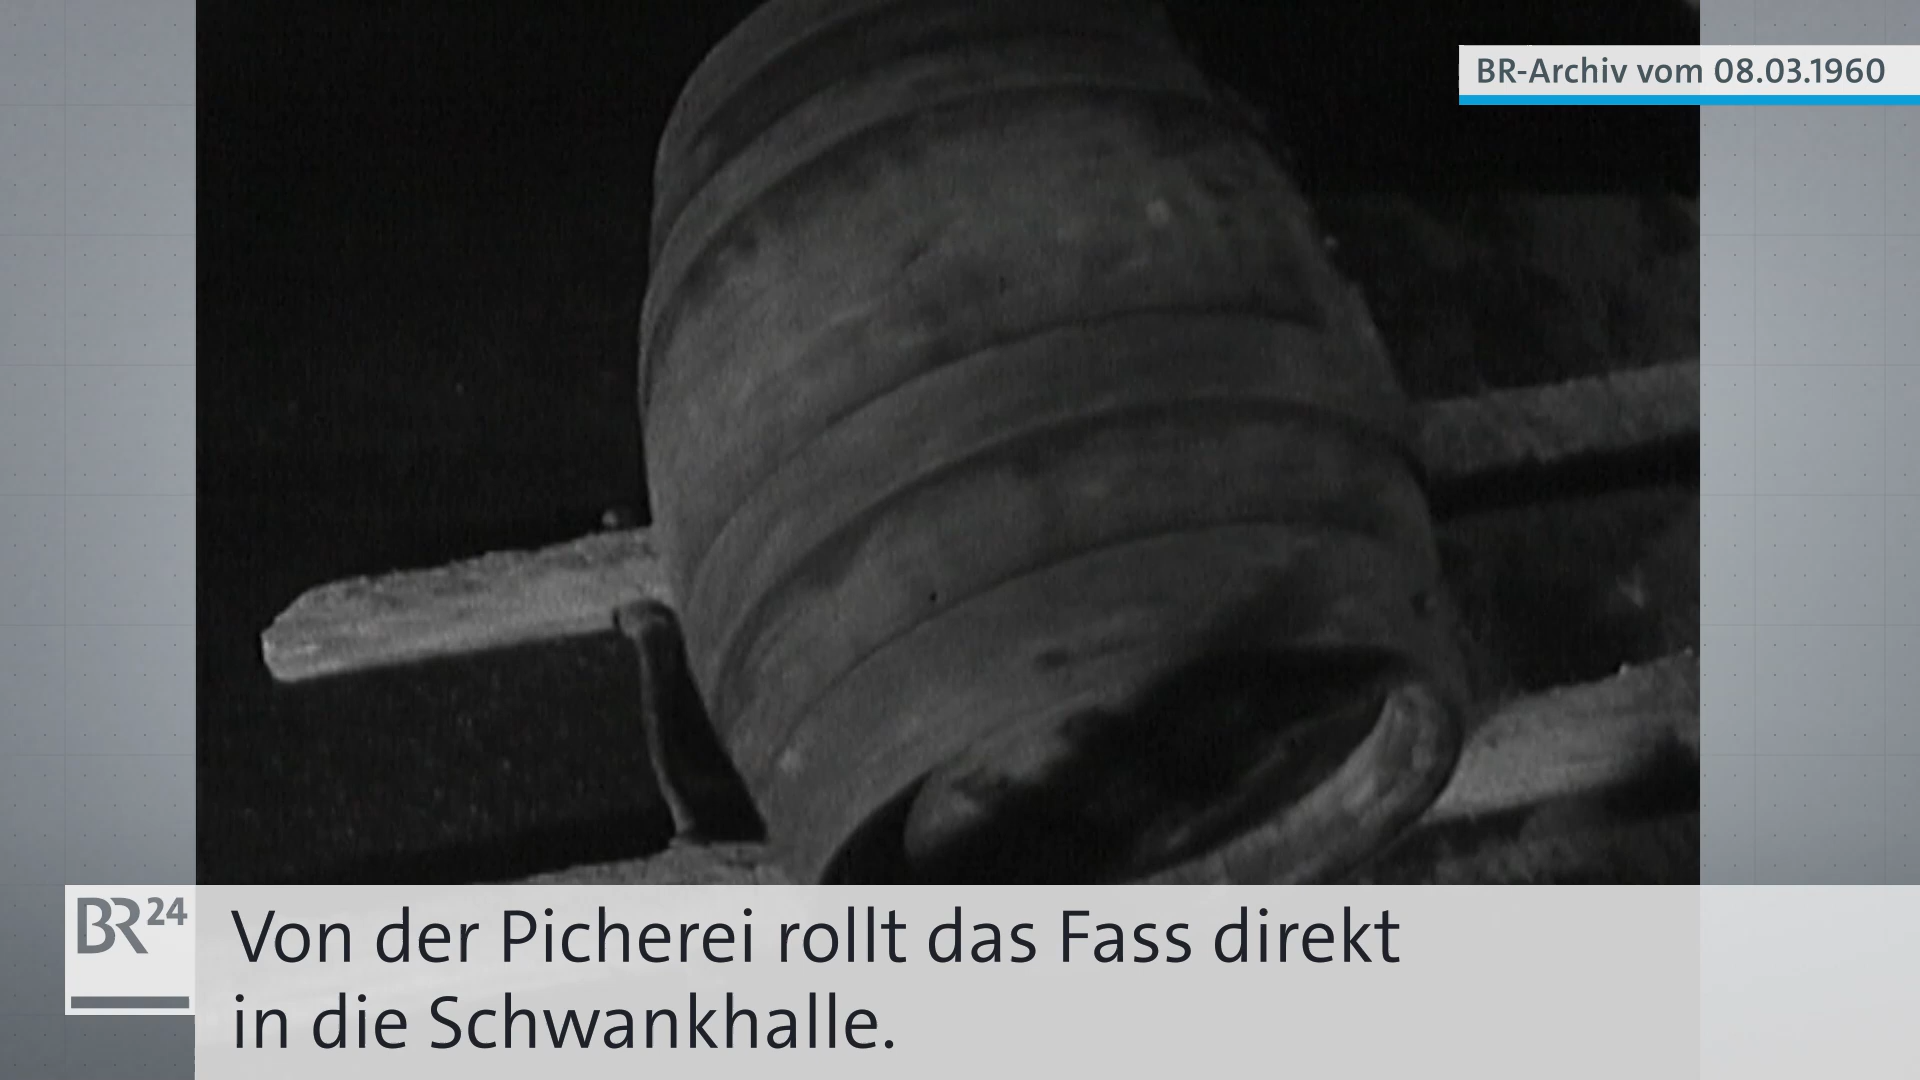 BR-Archiv vom 08.03.1960
BR24
Von der Picherei rollt das Fass direkt
in die Schwankhalle.